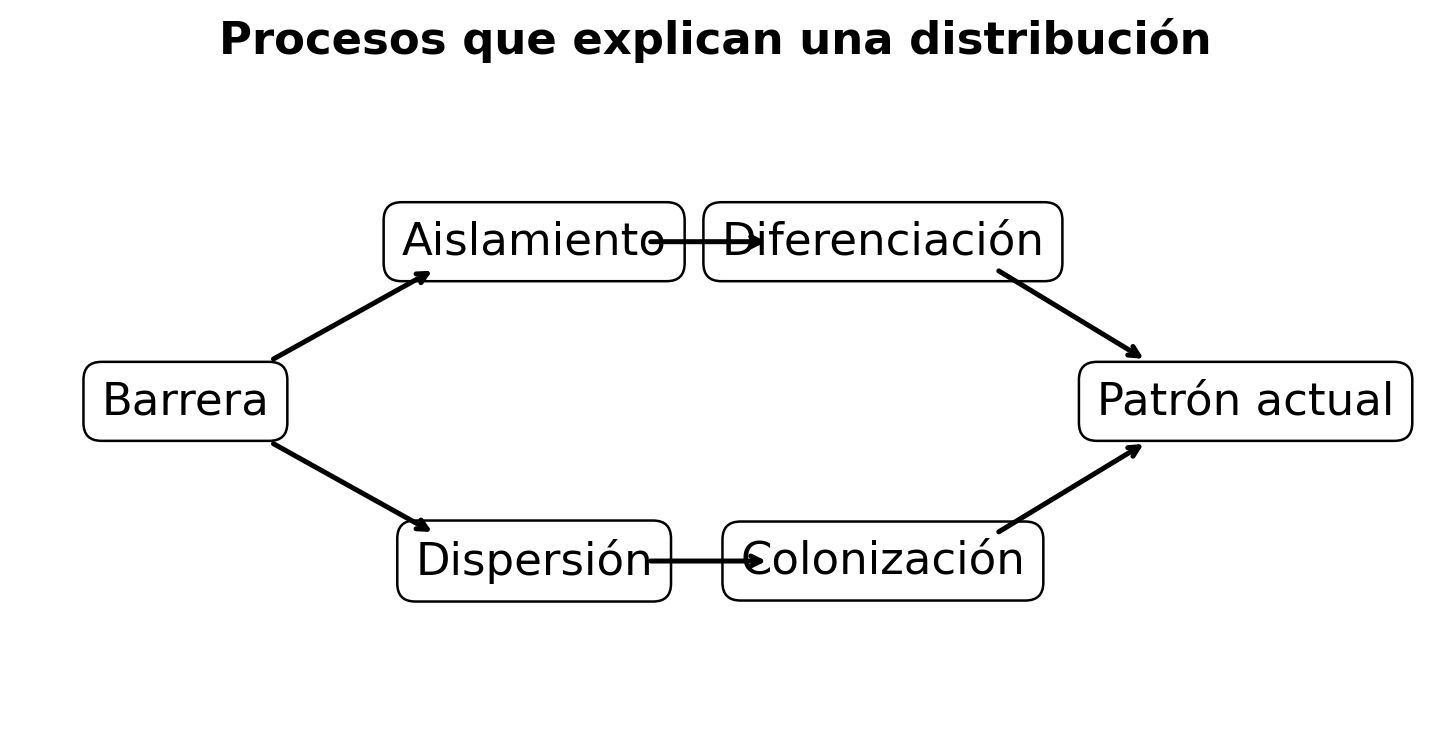 Procesos que explican una distribución
Aislamiento
Diferenciación
Barrera
Patrón actual
Dispersión
Colonización